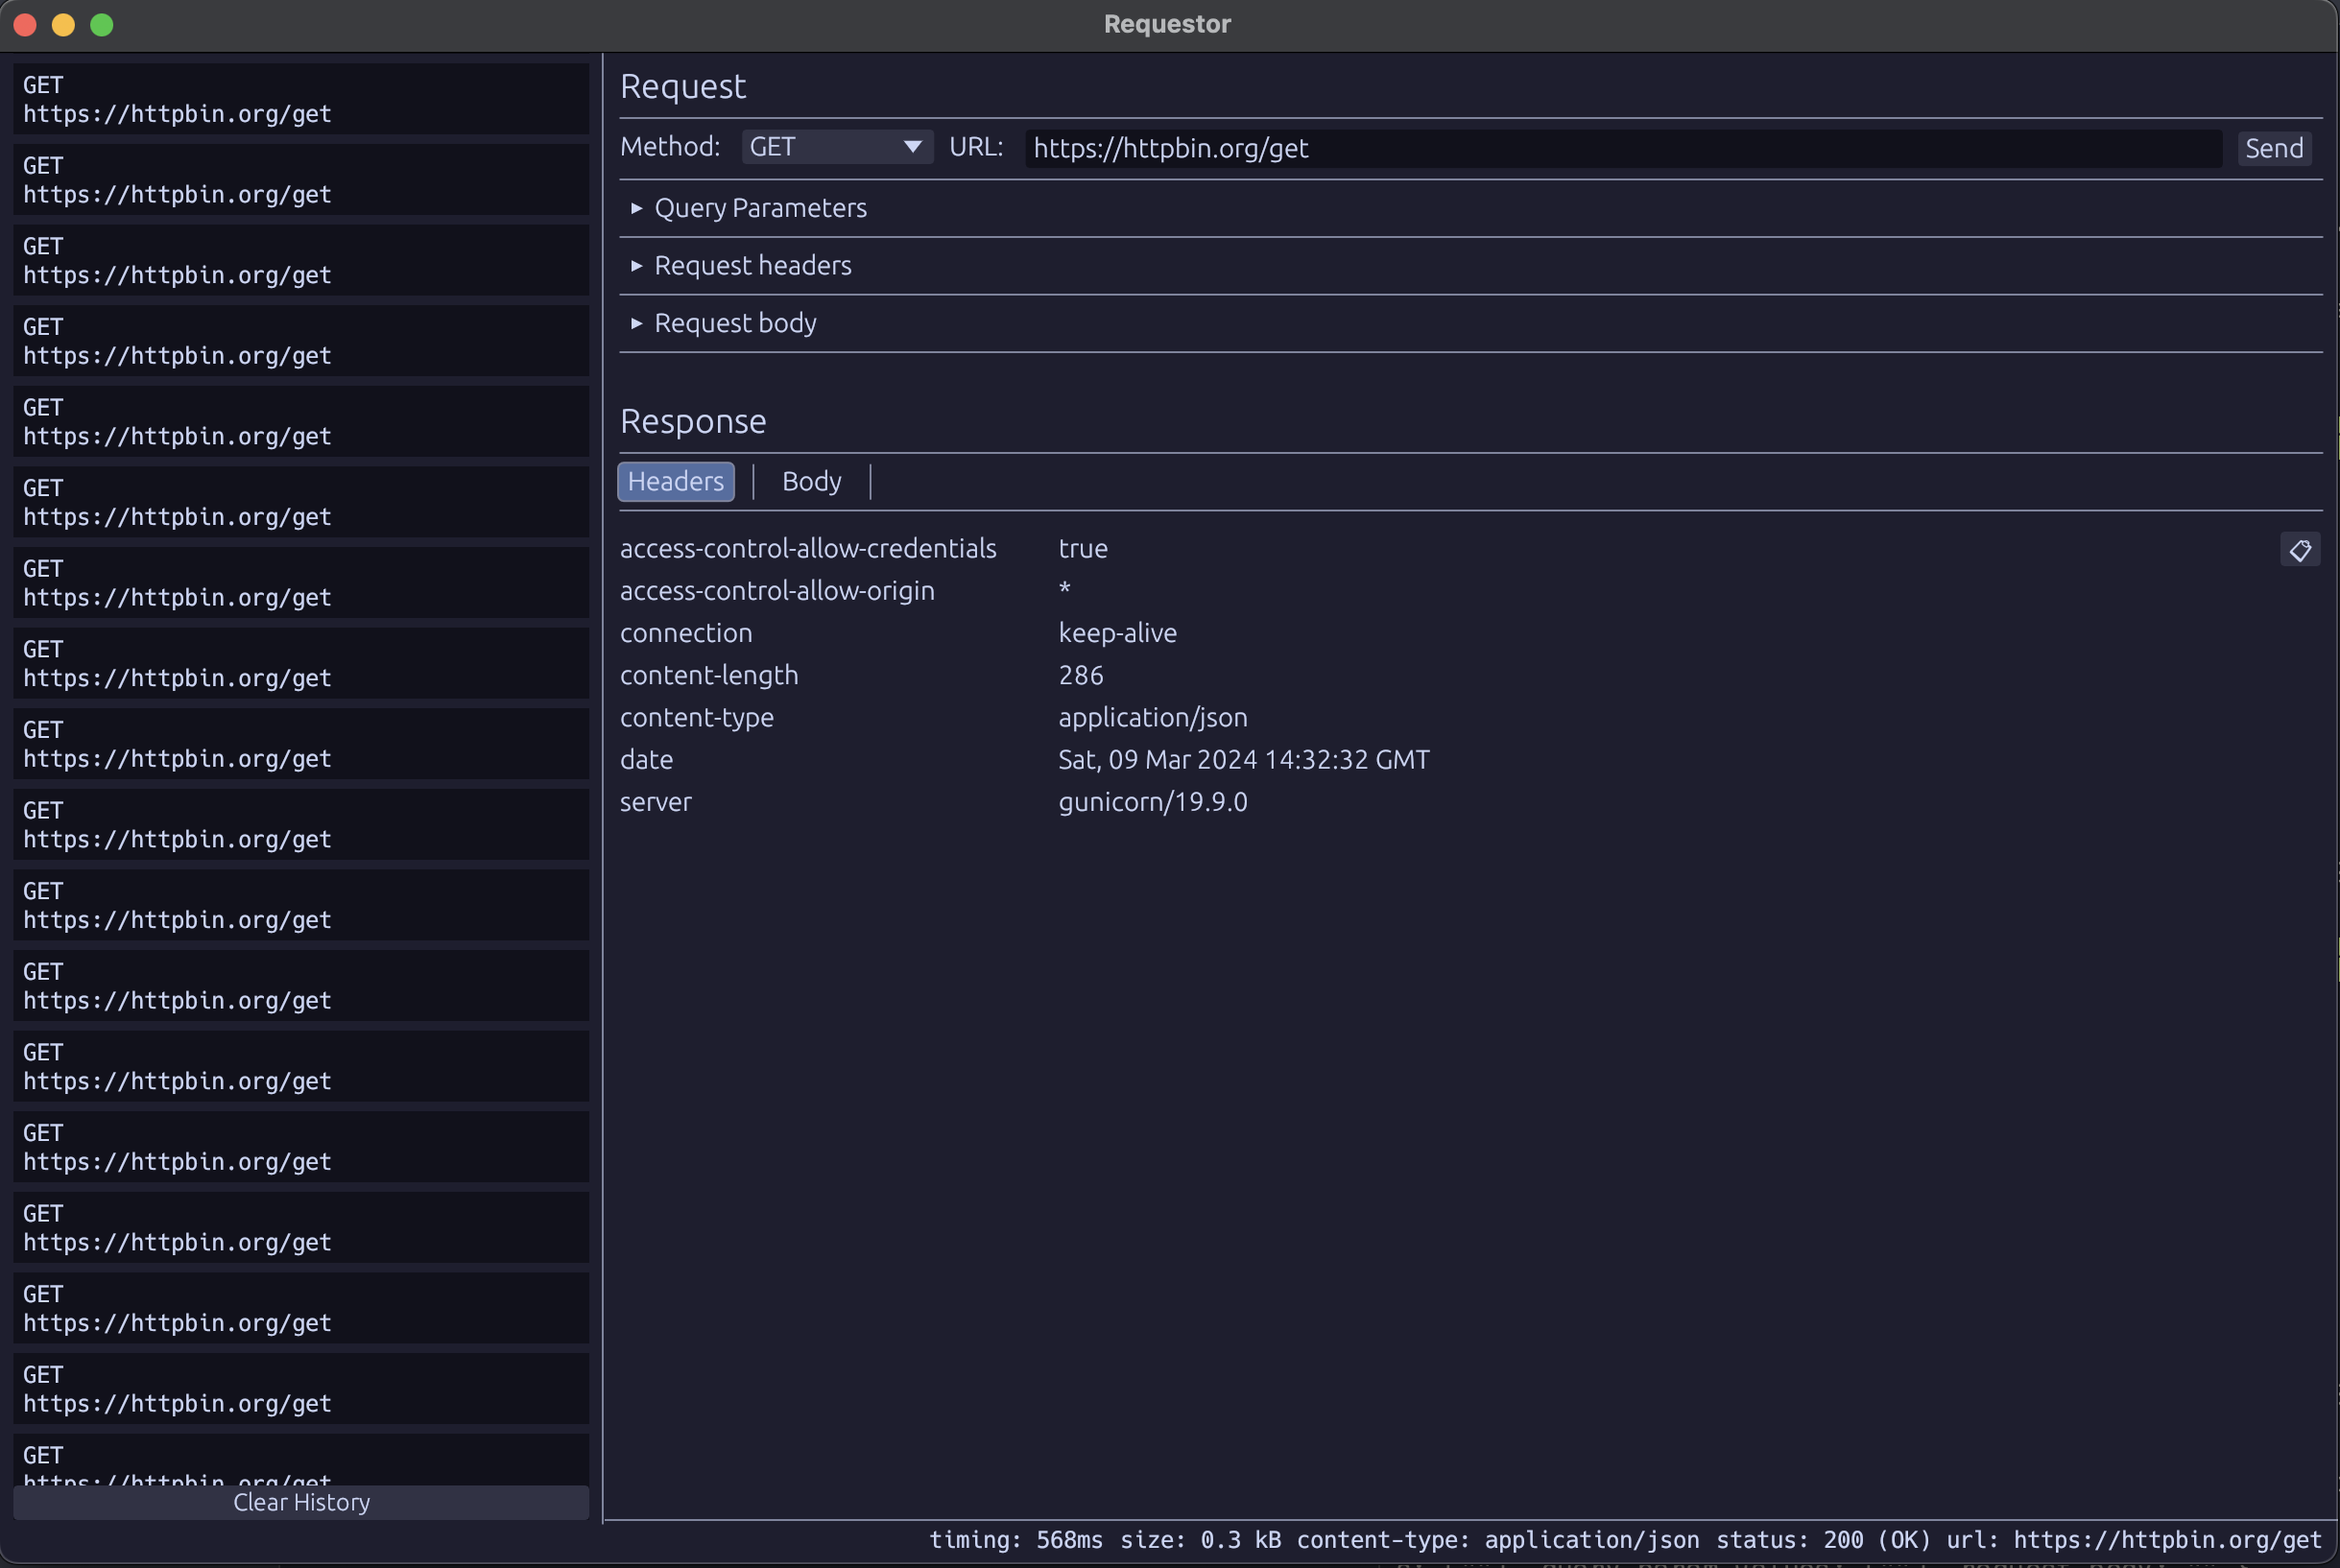 Requestor
GET
https://httpbin.org/get
GET
https://httpbin.org/get
GET
https://httpbin.org/get
GET
https://httpbin.org/get
GET
https://httpbin.org/get
GET
https://httpbin.org/get
GET
https://httpbin.org/get
GET
https://httpbin.org/get
GET
https://httpbin.org/get
GET
https://httpbin.org/get
GET
https://httpbin.org/get
GET
https://httpbin.org/get
GET
https://httpbin.org/get
GET
https://httpbin.org/get
GET
https://httpbin.org/get
GET
https://httpbin.org/get
GET
https://httpbin.org/get
GET
https://httpbin.org/get
Clear History
Request
Method: GET URL: https://httpbin.org/get Send
Query Parameters
Request headers
Request body
Response
Headers Body
access-control-allow-credentials true
access-control-allow-origin *
connection keep-alive
content-length 286
content-type application/json
date Sat, 09 Mar 2024 14:32:32 GMT
server gunicorn/19.9.0
timing: 568ms size: 0.3 kB content-type: application/json status: 200 (OK) url: https://httpbin.org/get